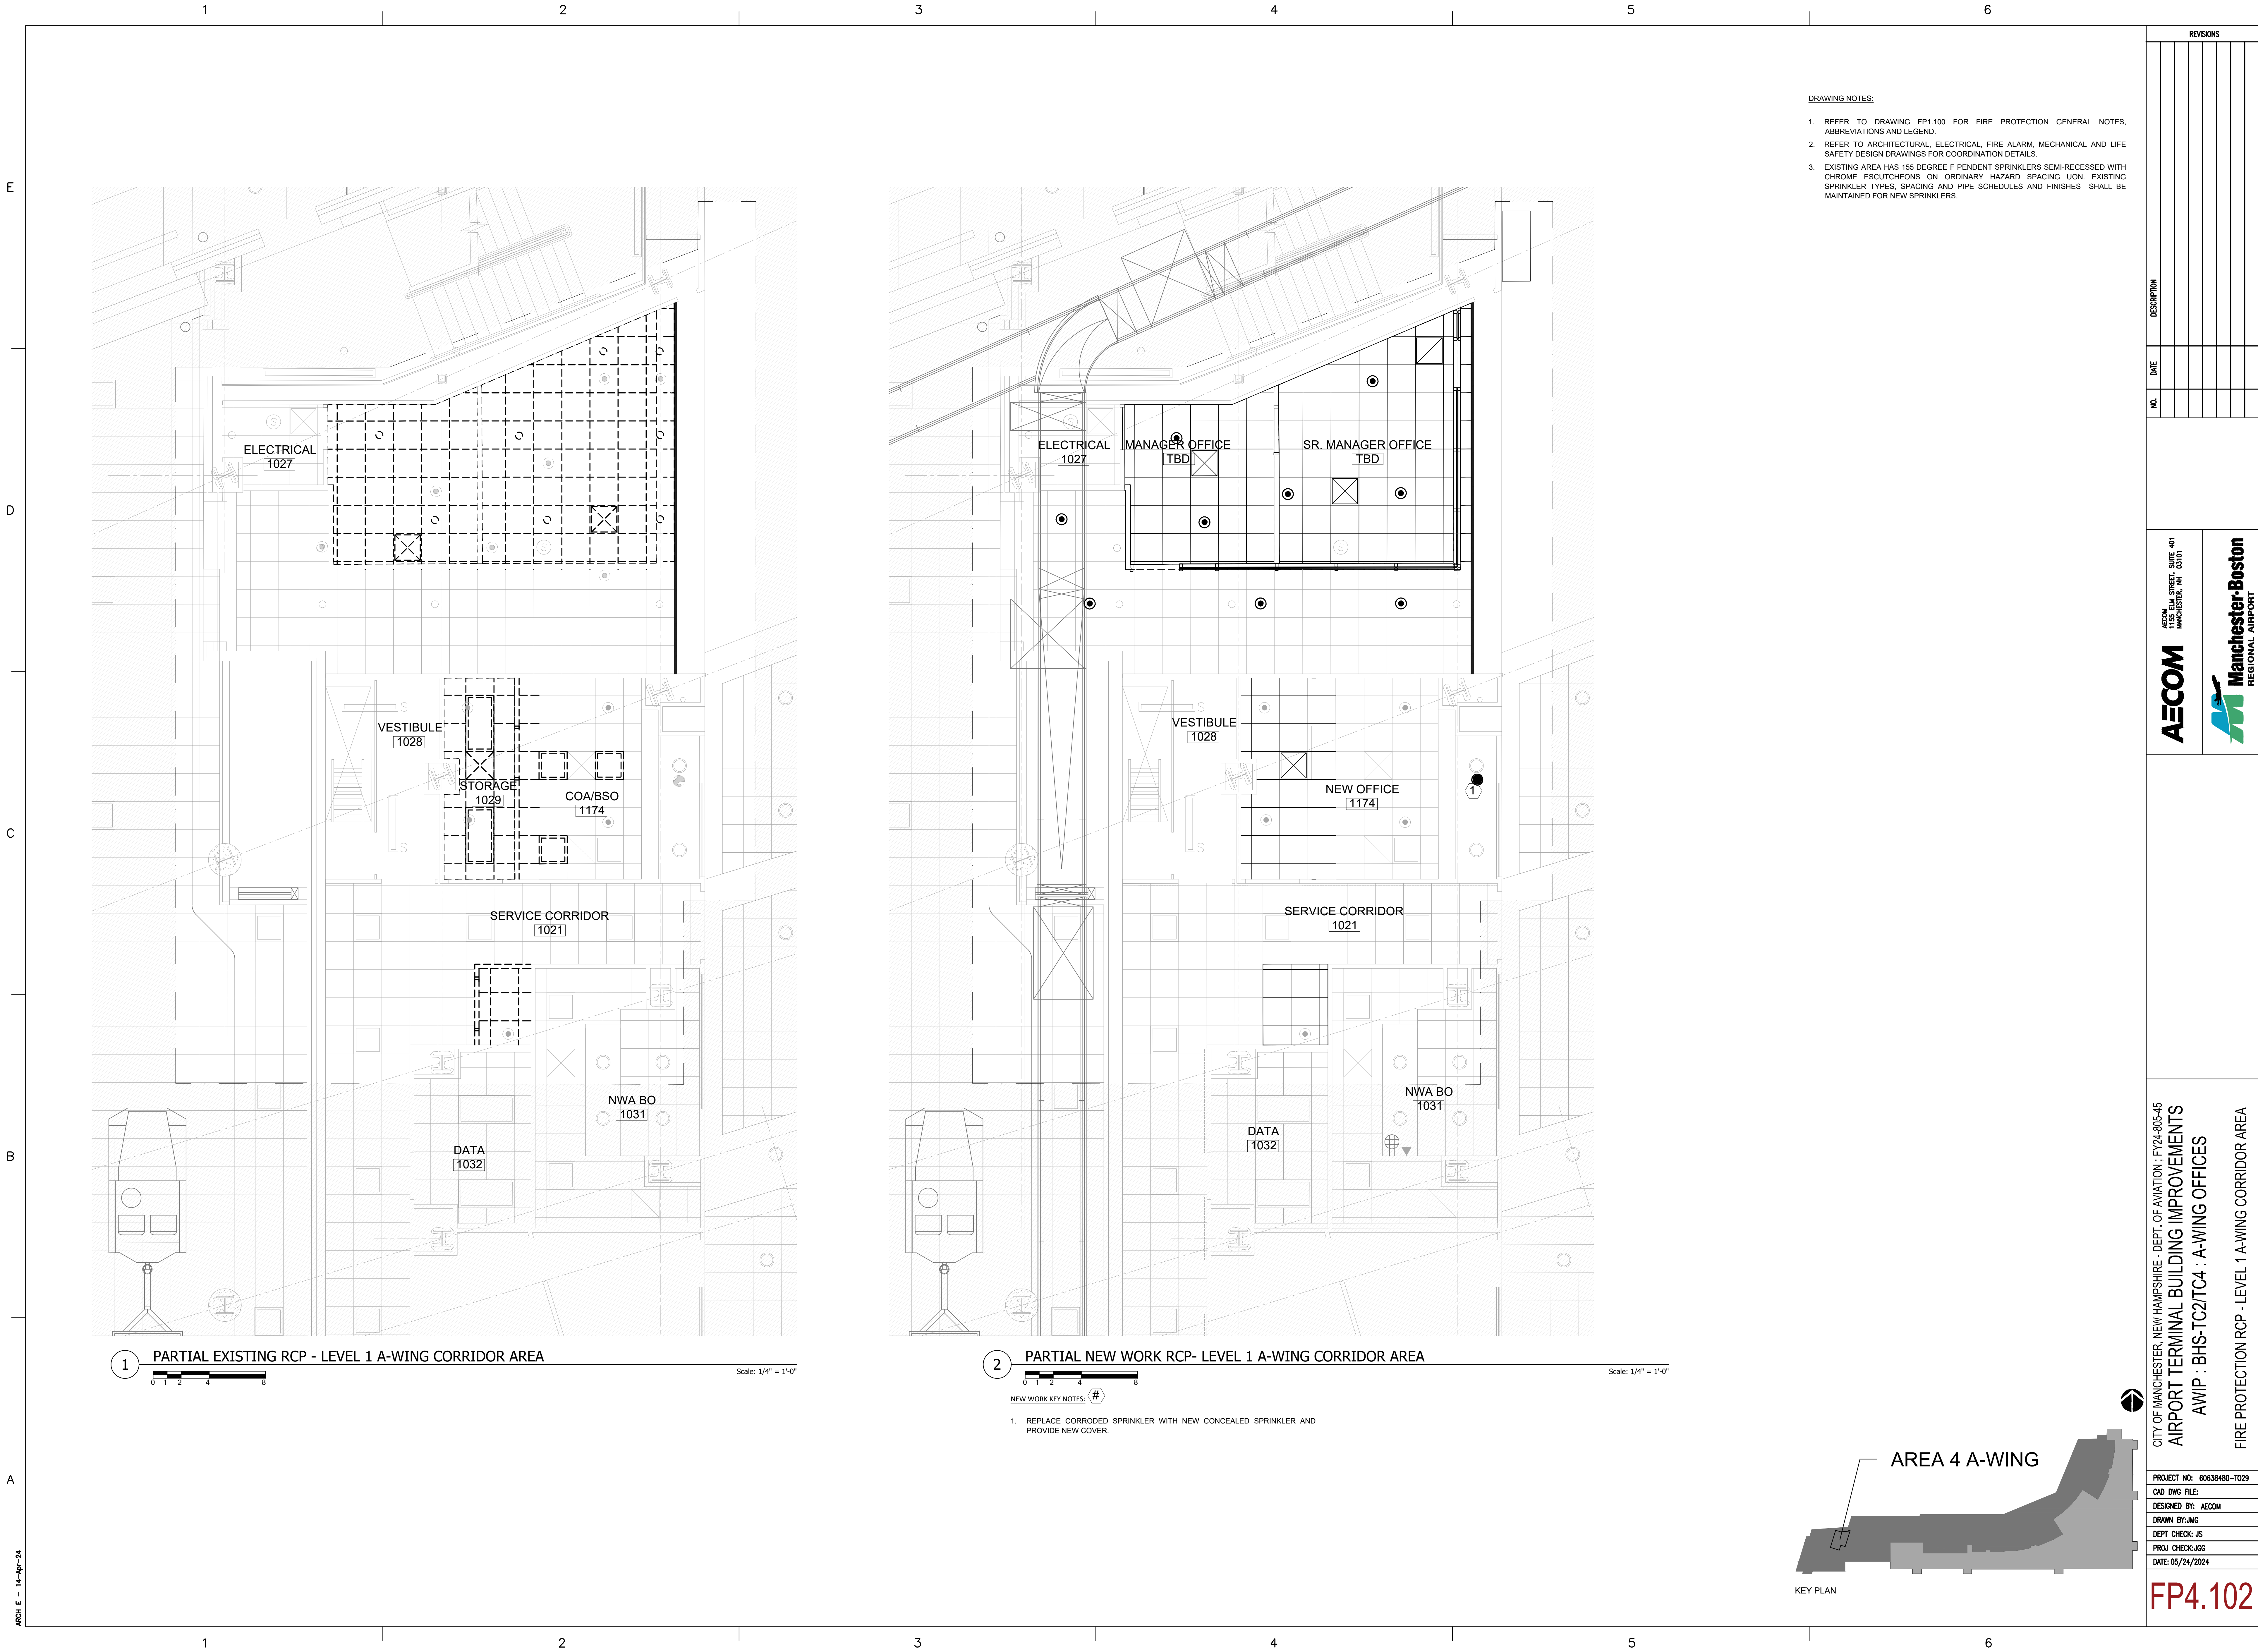 1 2 3 4 5 6
REVISIONS
DESCRIPTION
DATE
NO.
DRAWING NOTES:
1. REFER TO DRAWING FP1.100 FOR FIRE PROTECTION GENERAL NOTES,
ABBREVIATIONS AND LEGEND.
2. REFER TO ARCHITECTURAL, ELECTRICAL, FIRE ALARM, MECHANICAL AND LIFE
SAFETY DESIGN DRAWINGS FOR COORDINATION DETAILS.
3. EXISTING AREA HAS 155 DEGREE F PENDENT SPRINKLERS SEMI-RECESSED WITH
CHROME ESCUTCHEONS ON ORDINARY HAZARD SPACING UON. EXISTING
SPRINKLER TYPES, SPACING AND PIPE SCHEDULES AND FINISHES SHALL BE
MAINTAINED FOR NEW SPRINKLERS.
E
D
C
B
A
S
ELECTRICAL
1027
S
VESTIBULE
1028
S
S
STORAGE
1029
COA/BSO
1174
SERVICE CORRIDOR
1021
NWA BO
1031
DATA
1032
1
PARTIAL EXISTING RCP - LEVEL 1 A-WING CORRIDOR AREA
0 1 2 4 8
Scale: 1/4" = 1'-0"
S
ELECTRICAL
1027
MANAGER OFFICE
TBD
SR. MANAGER OFFICE
TBD
S
VESTIBULE
1028
S
S
NEW OFFICE
1174
1
SERVICE CORRIDOR
1021
NWA BO
1031
DATA
1032
2
PARTIAL NEW WORK RCP- LEVEL 1 A-WING CORRIDOR AREA
0 1 2 4 8
Scale: 1/4" = 1'-0"
NEW WORK KEY NOTES: #
1. REPLACE CORRODED SPRINKLER WITH NEW CONCEALED SPRINKLER AND
PROVIDE NEW COVER.
AREA 4 A-WING
KEY PLAN
AECOM
AECOM
1155 ELM STREET, SUITE 401
MANCHESTER, NH 03101
Manchester·Boston
REGIONAL AIRPORT
CITY OF MANCHESTER, NEW HAMPSHIRE - DEPT. OF AVIATION ; FY24-805-45
AIRPORT TERMINAL BUILDING IMPROVEMENTS
AWIP : BHS-TC2/TC4 : A-WING OFFICES
FIRE PROTECTION RCP - LEVEL 1 A-WING CORRIDOR AREA
PROJECT NO: 60638480-TO29
CAD DWG FILE:
DESIGNED BY: AECOM
DRAWN BY:JMG
DEPT CHECK: JS
PROJ CHECK:JGG
DATE: 05/24/2024
FP4.102
ARCH E - 14-Apr-24
1 2 3 4 5 6